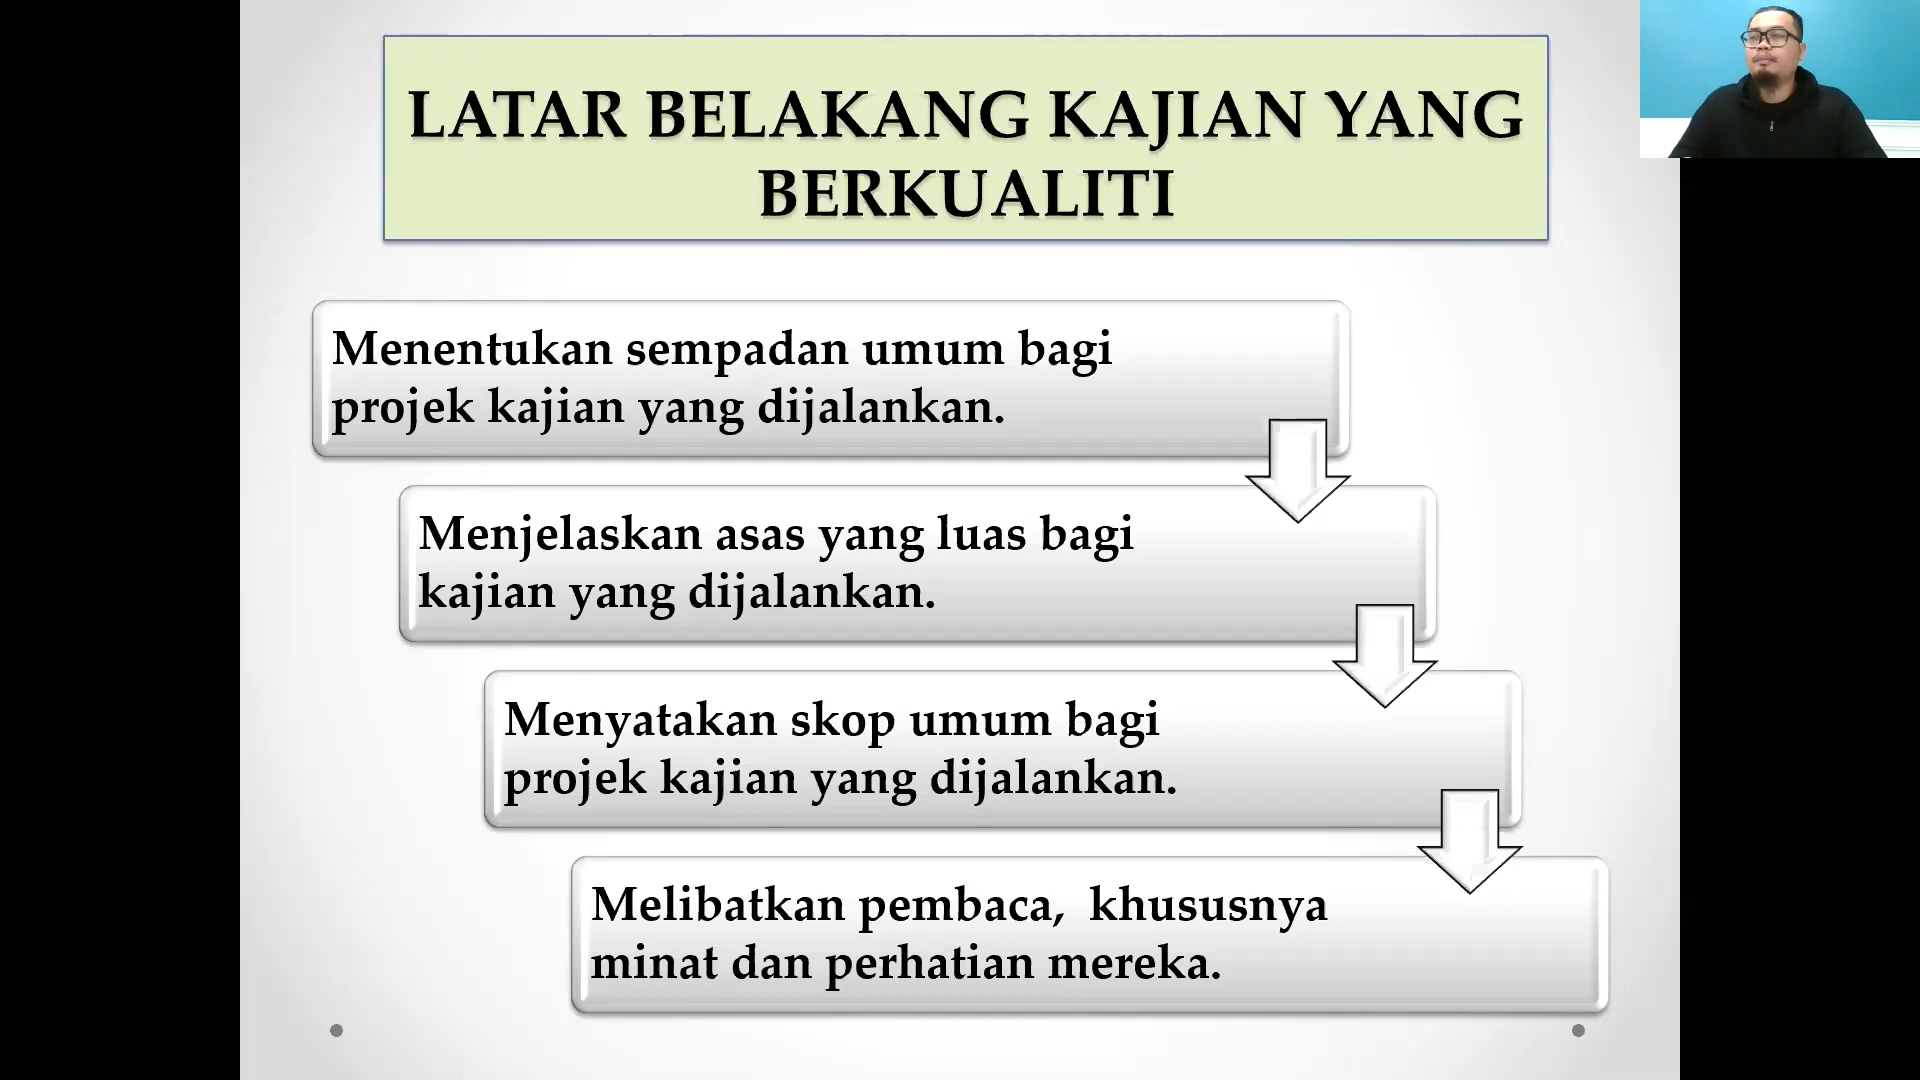 LATAR BELAKANG KAJIAN YANG
BERKUALITI
Menentukan sempadan umum bagi
projek kajian yang dijalankan.
Menjelaskan asas yang luas bagi
kajian yang dijalankan.
Menyatakan skop umum bagi
projek kajian yang dijalankan.
Melibatkan pembaca, khususnya
minat dan perhatian mereka.